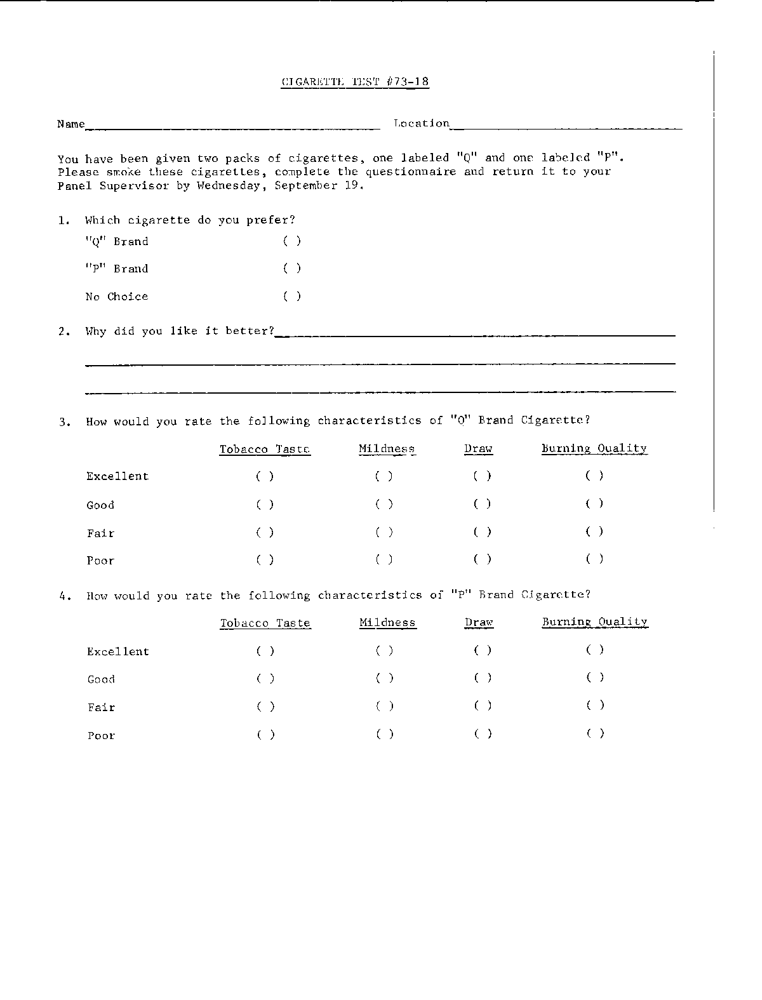 CIGARETTE TEST #73-18
Name Location
You have been given two packs of cigarettes, one labeled "Q" and one labeled "P".
Please smoke these cigarettes, complete the questionnaire and return it to your
Panel Supervisor by Wednesday, September 19.
1. Which cigarette do you prefer?
"Q" Brand ( )
"P" Brand ( )
No Choice ( )
2. Why did you like it better?
3. How would you rate the following characteristics of "Q" Brand Cigarette?
Tobacco Taste Mildness Draw Burning Quality
Excellent ( ) ( ) ( ) ( )
Good ( ) ( ) ( ) ( )
Fair ( ) ( ) ( ) ( )
Poor ( ) ( ) ( ) ( )
4. How would you rate the following characteristics of "P" Brand Cigarette?
Tobacco Taste Mildness Draw Burning Quality
Excellent ( ) ( ) ( ) ( )
Good ( ) ( ) ( ) ( )
Fair ( ) ( ) ( ) ( )
Poor ( ) ( ) ( ) ( )